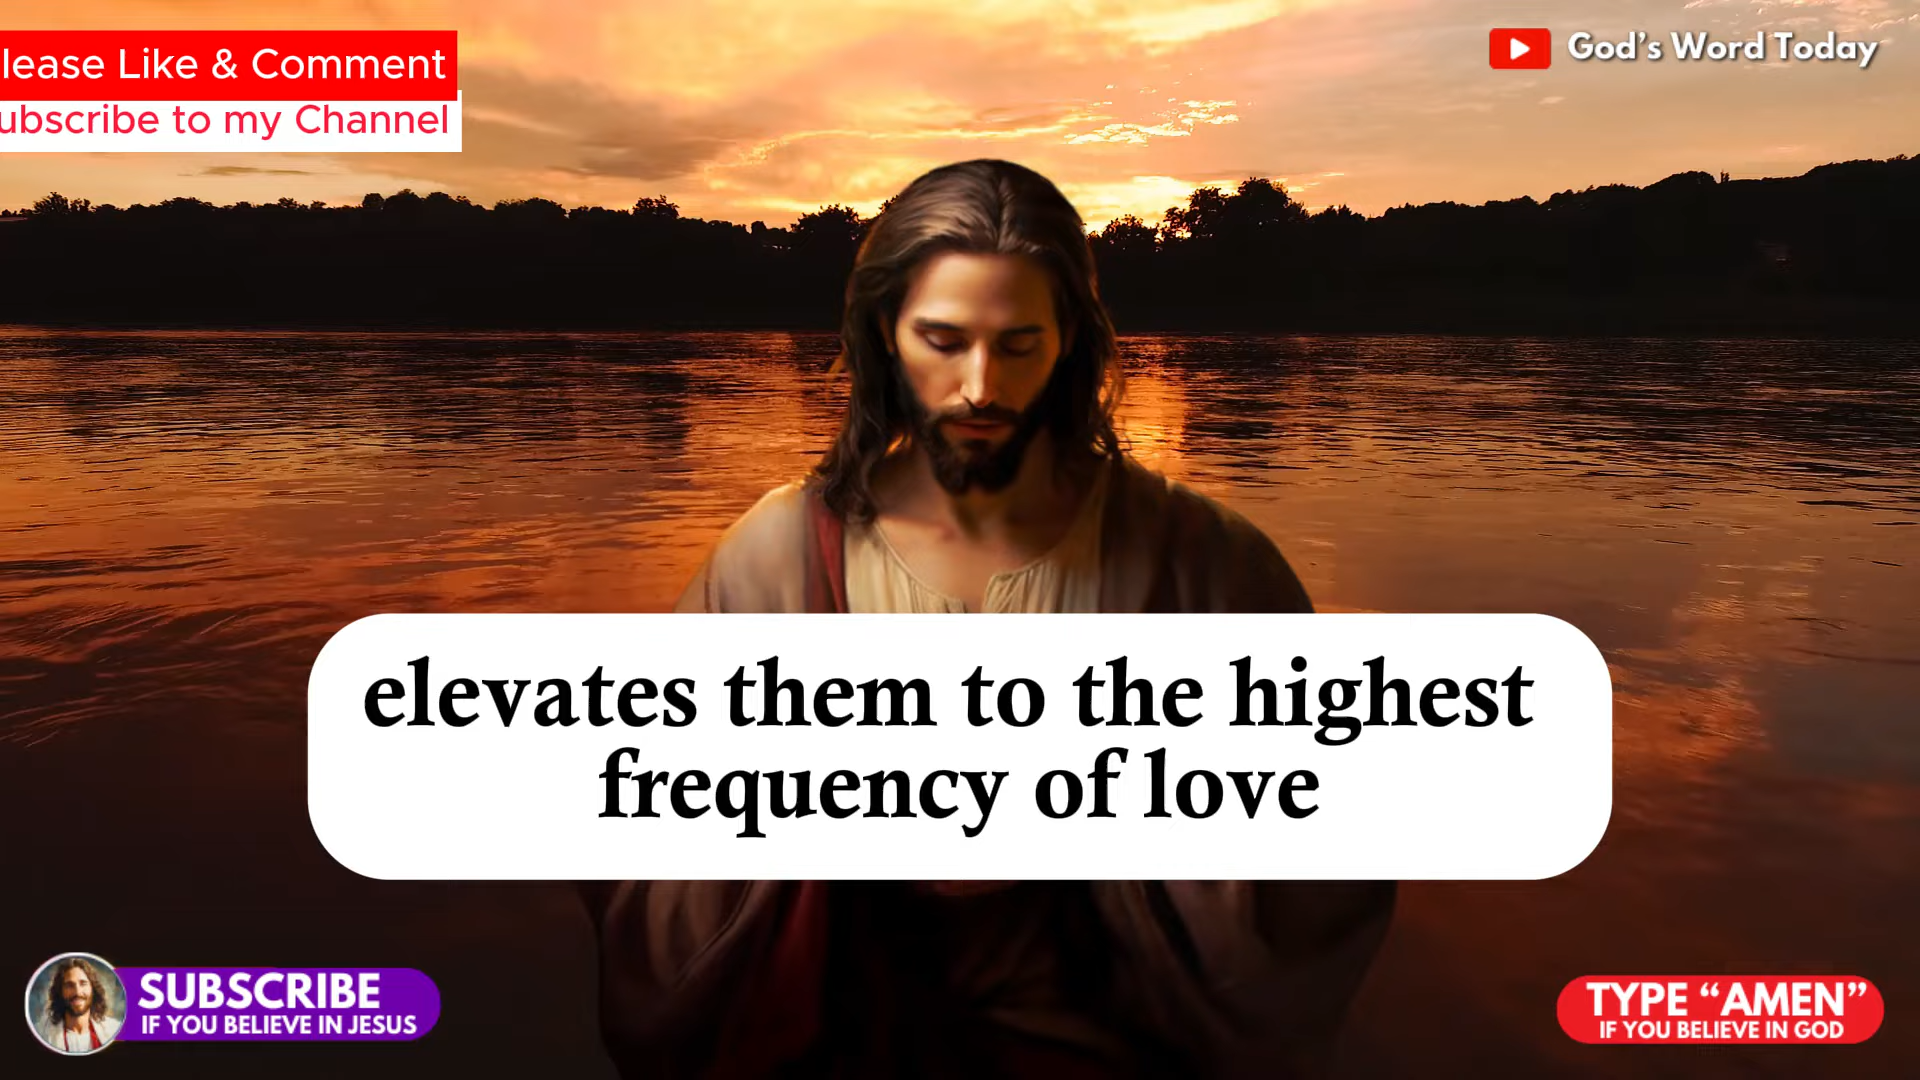 lease Like & Comment
ubscribe to my Channel
God's Word Today
elevates them to the highest
frequency of love
SUBSCRIBE
IF YOU BELIEVE IN JESUS
TYPE “AMEN”
IF YOU BELIEVE IN GOD